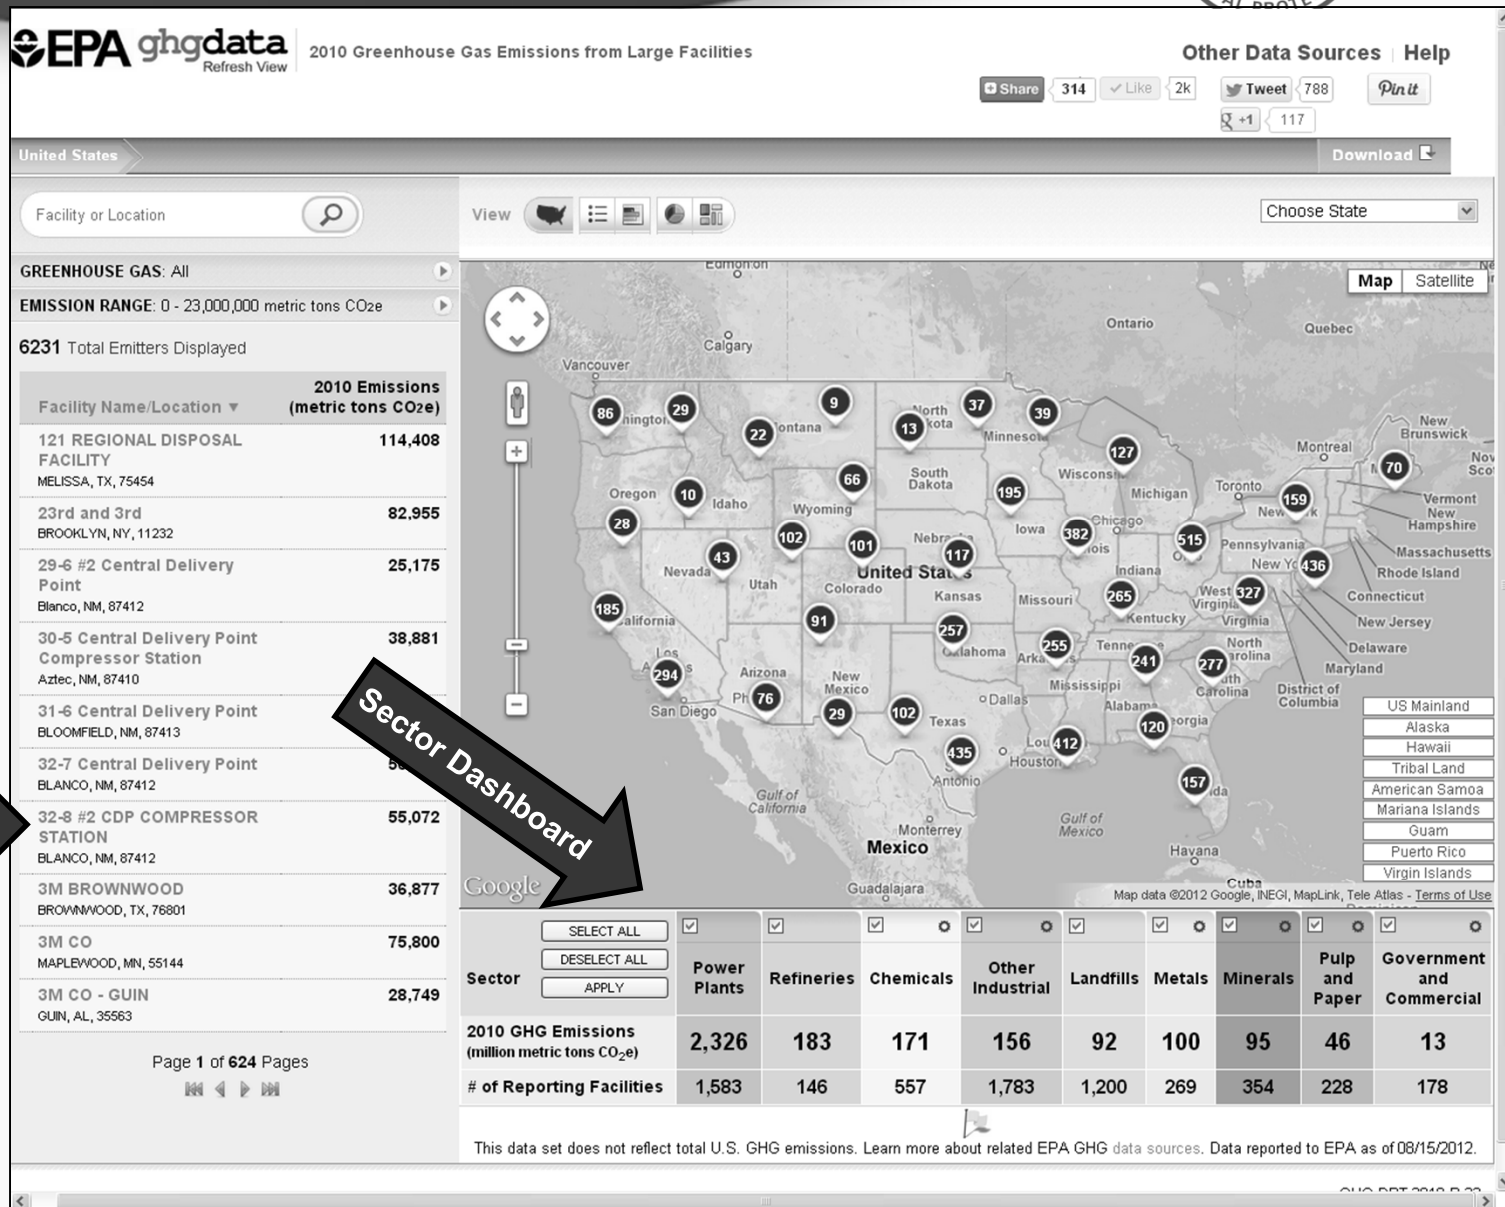 AL PROTE
EPA ghgdata
Refresh View
2010 Greenhouse Gas Emissions from Large Facilities
Other Data Sources | Help
Share 314 Like 2k Tweet 788 Pin it
+1 117
United States
Download
Facility or Location
View
Choose State
GREENHOUSE GAS: All
EMISSION RANGE: 0 - 23,000,000 metric tons CO2e
6231 Total Emitters Displayed
Facility Name/Location ▼
2010 Emissions
(metric tons CO2e)
121 REGIONAL DISPOSAL FACILITY
MELISSA, TX, 75454
114,408
23rd and 3rd
BROOKLYN, NY, 11232
82,955
29-6 #2 Central Delivery
Point
Blanco, NM, 87412
25,175
30-5 Central Delivery Point
Compressor Station
Aztec, NM, 87410
38,881
31-6 Central Delivery Point
BLOOMFIELD, NM, 87413
32-7 Central Delivery Point
BLANCO, NM, 87412
32-8 #2 CDP COMPRESSOR
STATION
BLANCO, NM, 87412
55,072
3M BROWNWOOD
BROWNWOOD, TX, 76801
36,877
3M CO
MAPLEWOOD, MN, 55144
75,800
3M CO - GUIN
GUIN, AL, 35563
28,749
Page 1 of 624 Pages
Sector Dashboard
Map Satellite
Edmonton
Calgary
Vancouver
Ontario
Quebec
86
29
22
9
13
37
39
127
North
Minnesota
Montreal
New
Brunswick
70
Nov
Sco
Oregon
10
Idaho
66
Wyoming
South
Dakota
195
Wisconsin
Michigan
Toronto
159
Vermont
New
Hampshire
28
102
101
117
Iowa
382
Chicago
515
Pennsylvania
436
Massachusetts
Rhode Island
Nevada
43
Utah
Colorado
United States
Kansas
Missouri
Indiana
265
Kentucky
West
Virginia
327
Virginia
Connecticut
New Jersey
Delaware
Maryland
District of
Columbia
185
California
91
257
Oklahoma
255
241
277
North
Carolina
294
Los
San Diego
Arizona
76
New
Mexico
29
102
Texas
Dallas
Mississippi
Alabama
120
Georgia
Carolina
435
Antonio
Houston
412
157
Gulf of
California
Monterrey
Mexico
Gulf of
Mexico
Havana
Cuba
Guadalajara
US Mainland
Alaska
Hawaii
Tribal Land
American Samoa
Mariana Islands
Guam
Puerto Rico
Virgin Islands
Google
Map data ©2012 Google, INEGI, MapLink, Tele Atlas - Terms of Use
Sector
SELECT ALL
DESELECT ALL
APPLY
Power Plants
Refineries
Chemicals
Other Industrial
Landfills
Metals
Minerals
Pulp and Paper
Government and Commercial
2010 GHG Emissions
(million metric tons CO2e)
2,326 183 171 156 92 100 95 46 13
# of Reporting Facilities 1,583 146 557 1,783 1,200 269 354 228 178
This data set does not reflect total U.S. GHG emissions. Learn more about related EPA GHG data sources. Data reported to EPA as of 08/15/2012.